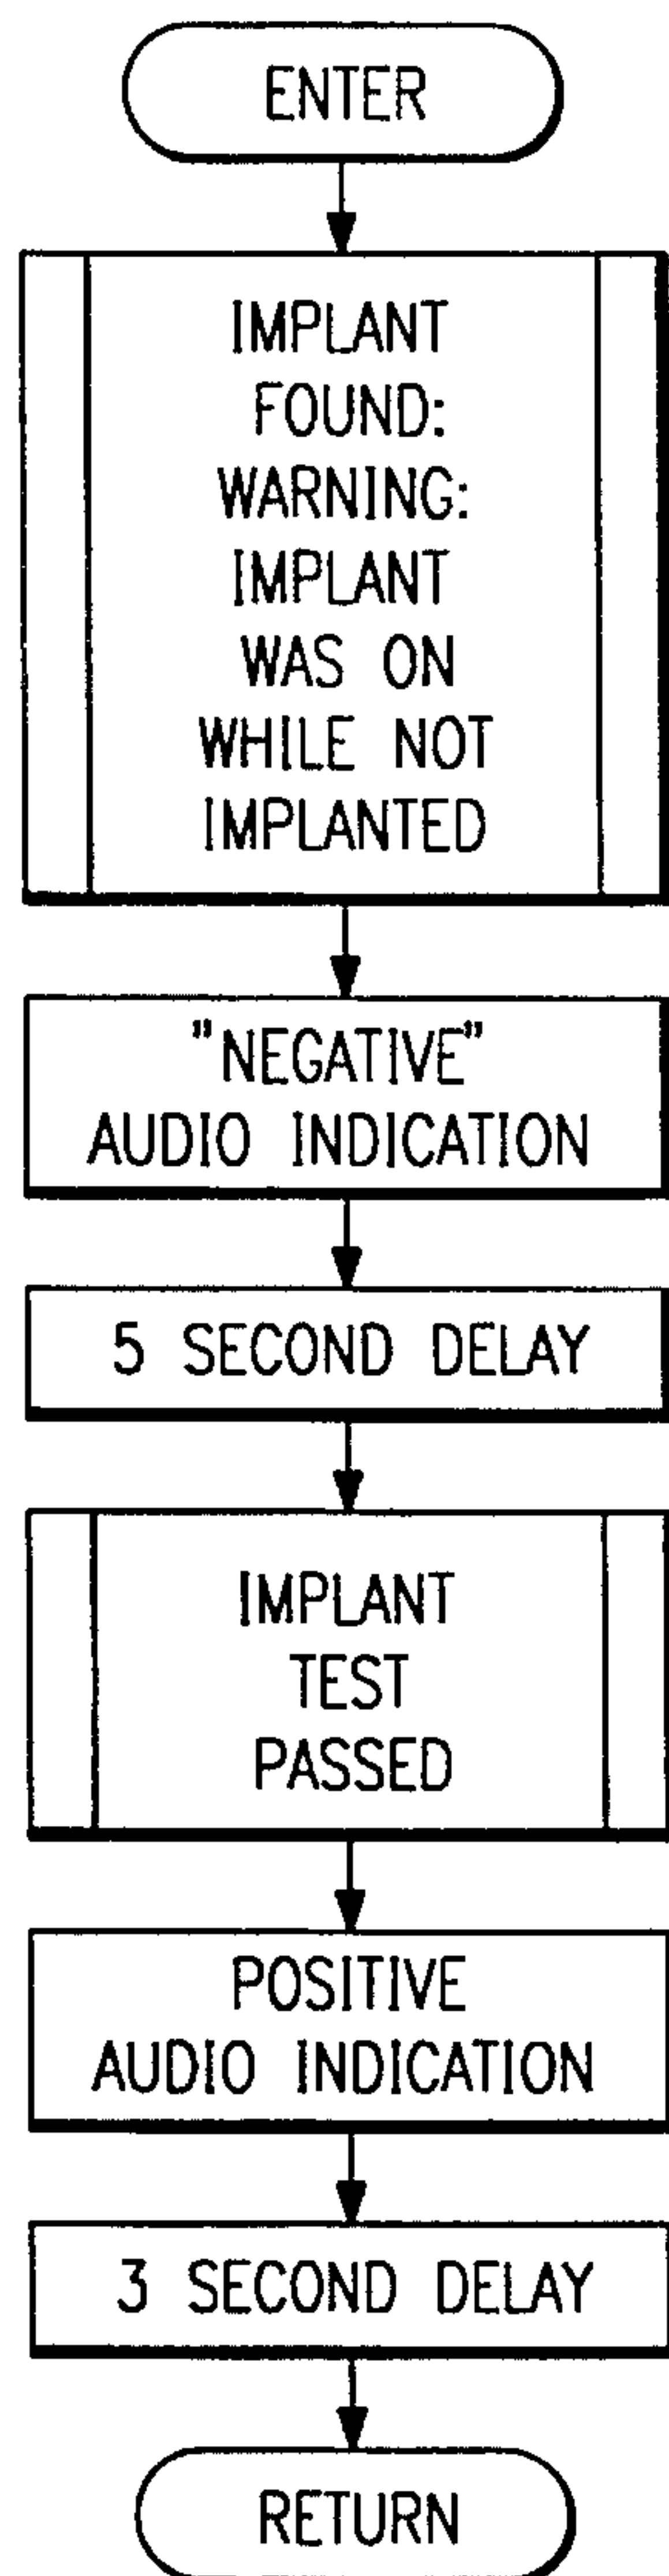 ENTER
IMPLANT
FOUND:
WARNING:
IMPLANT
WAS ON
WHILE NOT
IMPLANTED
"NEGATIVE"
AUDIO INDICATION
5 SECOND DELAY
IMPLANT
TEST
PASSED
POSITIVE
AUDIO INDICATION
3 SECOND DELAY
RETURN